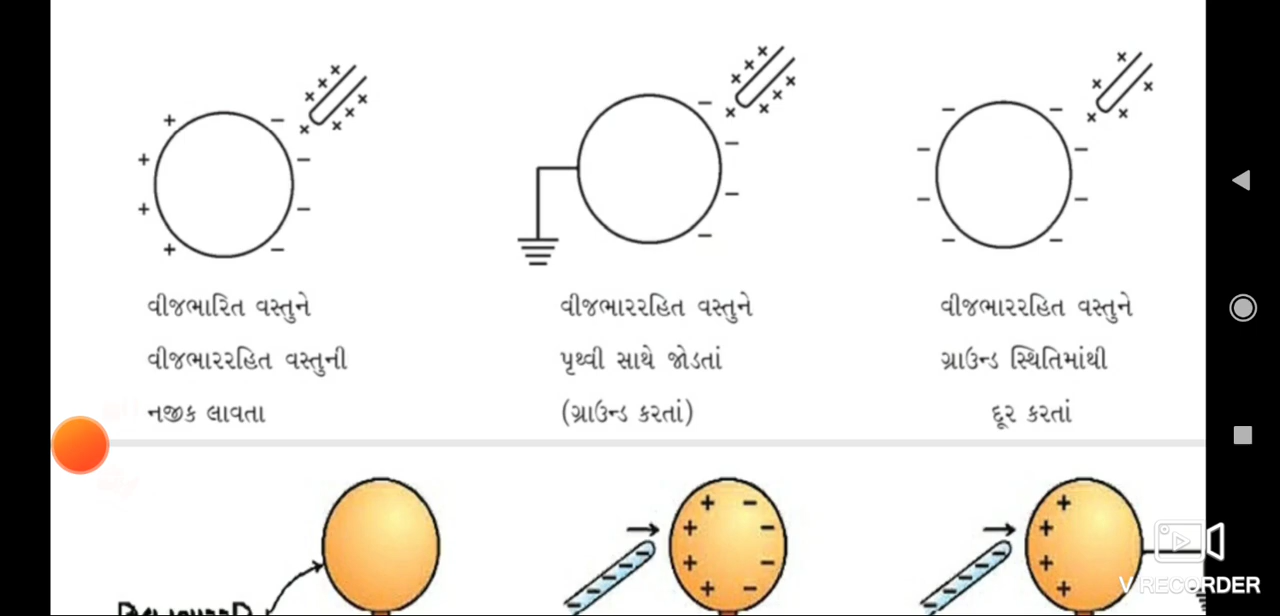 વીજભારિત વસ્તુને
વીજભારરહિત વસ્તુની
નજીક લાવતા
વીજભારરહિત વસ્તુને
પૃથ્વી સાથે જોડતાં
(ગ્રાઉન્ડ કરતાં)
વીજભારરહિત વસ્તુને
ગ્રાઉન્ડ સ્થિતિમાંથી
દૂર કરતાં
V RECORDER